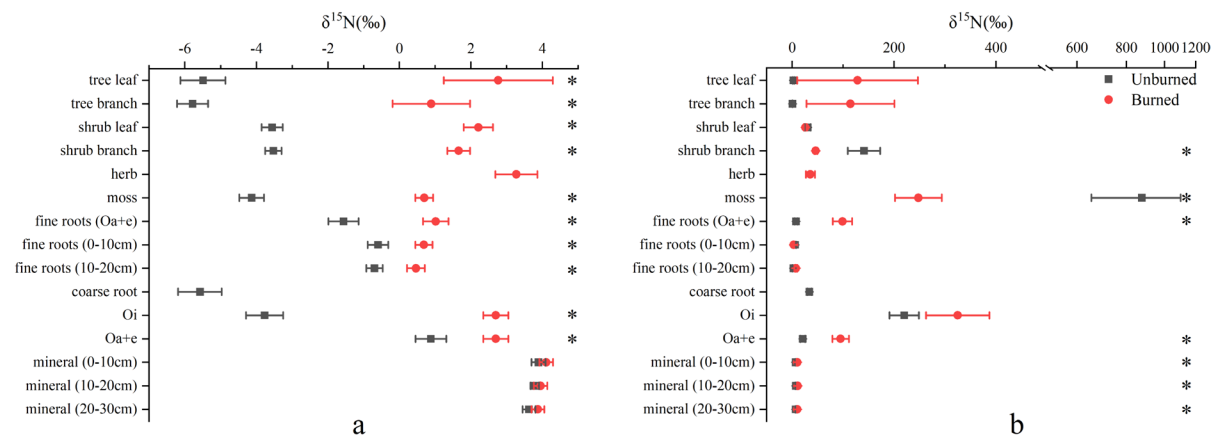 δ¹⁵N(‰)
-6 -4 -2 0 2 4
tree leaf *
tree branch *
shrub leaf *
shrub branch *
herb
moss *
fine roots (Oa+e) *
fine roots (0-10cm) *
fine roots (10-20cm) *
coarse root
Oi *
Oa+e *
mineral (0-10cm)
mineral (10-20cm)
mineral (20-30cm)
a
δ¹⁵N(‰)
0 200 400 600 800 1000 1200
Unburned
Burned
tree leaf
tree branch
shrub leaf
shrub branch *
herb
moss *
fine roots (Oa+e) *
fine roots (0-10cm)
fine roots (10-20cm)
coarse root
Oi
Oa+e *
mineral (0-10cm) *
mineral (10-20cm) *
mineral (20-30cm) *
b